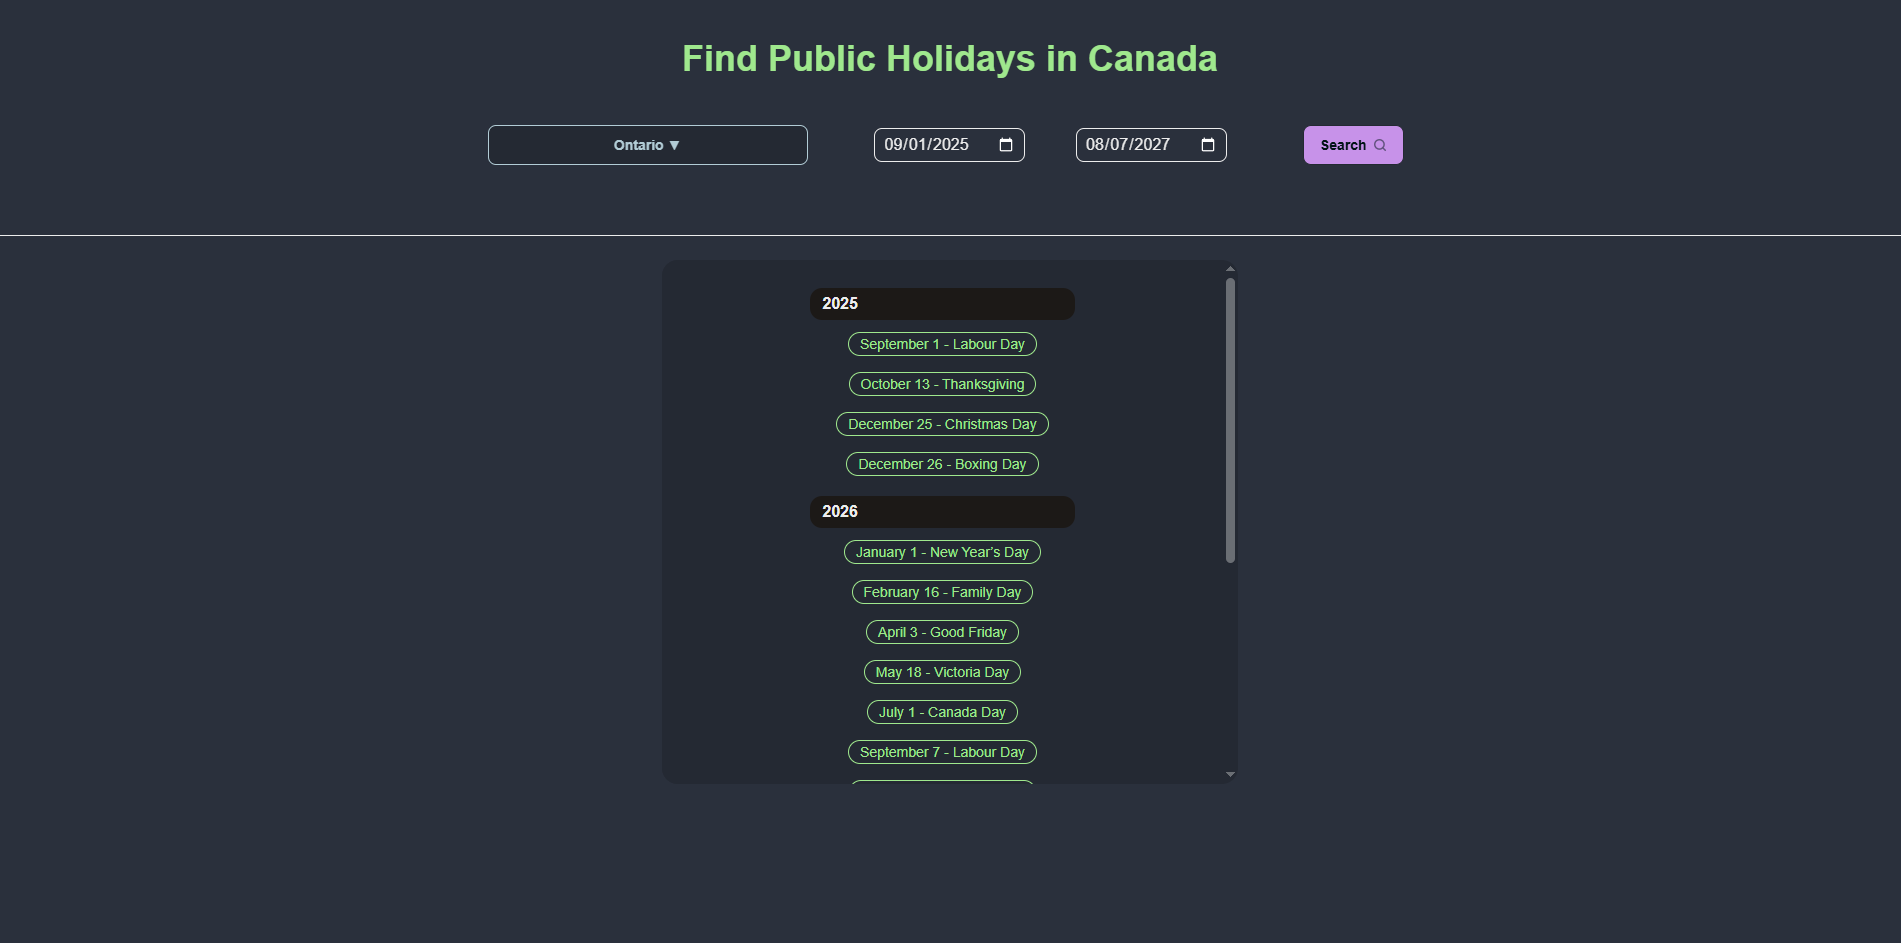 Find Public Holidays in Canada
Ontario ▼
09/01/2025
08/07/2027
Search
2025
September 1 - Labour Day
October 13 - Thanksgiving
December 25 - Christmas Day
December 26 - Boxing Day
2026
January 1 - New Year’s Day
February 16 - Family Day
April 3 - Good Friday
May 18 - Victoria Day
July 1 - Canada Day
September 7 - Labour Day